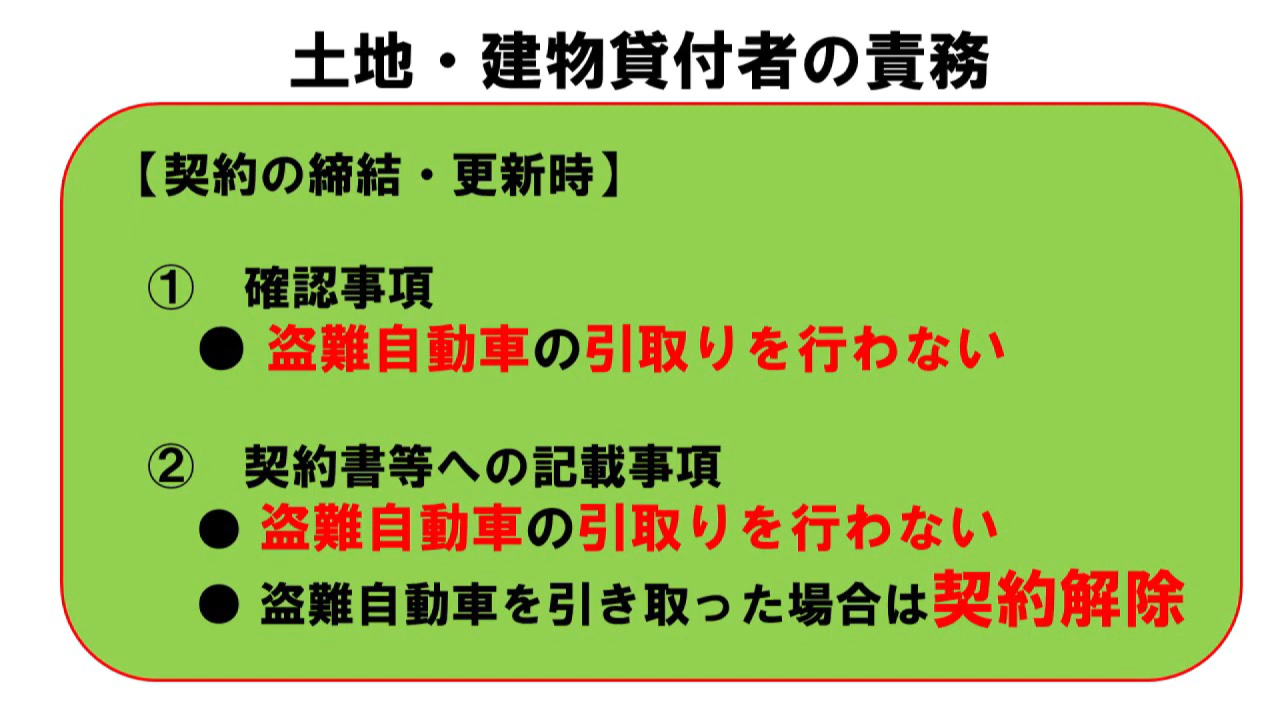 土地・建物貸付者の責務
【契約の締結・更新時】
① 確認事項
● 盗難自動車の引取りを行わない
② 契約書等への記載事項
● 盗難自動車の引取りを行わない
● 盗難自動車を引き取った場合は契約解除